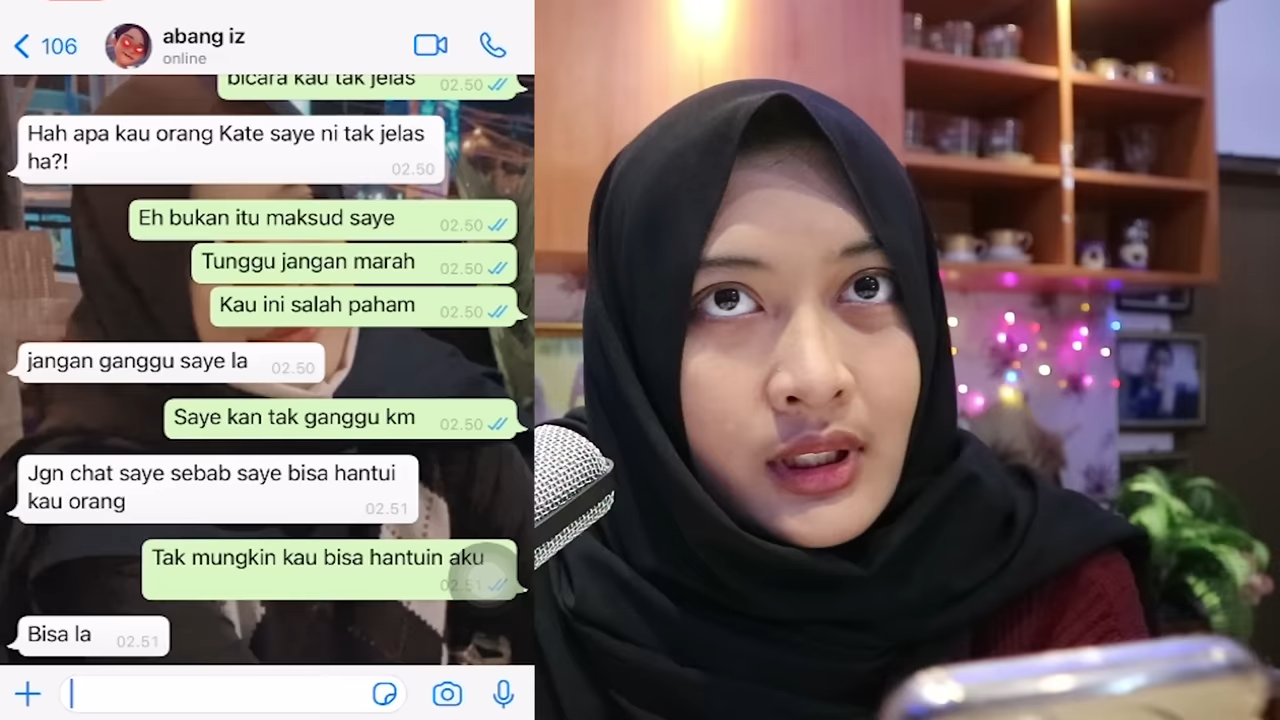 106
abang iz
online
bicara kau tak jelas
02.50
Hah apa kau orang Kate saye ni tak jelas
ha?!
02.50
Eh bukan itu maksud saye
02.50
Tunggu jangan marah
02.50
Kau ini salah paham
02.50
jangan ganggu saye la
02.50
Saye kan tak ganggu km
02.50
Jgn chat saye sebab saye bisa hantui
kau orang
02.51
Tak mungkin kau bisa hantuin aku
02.51
Bisa la
02.51